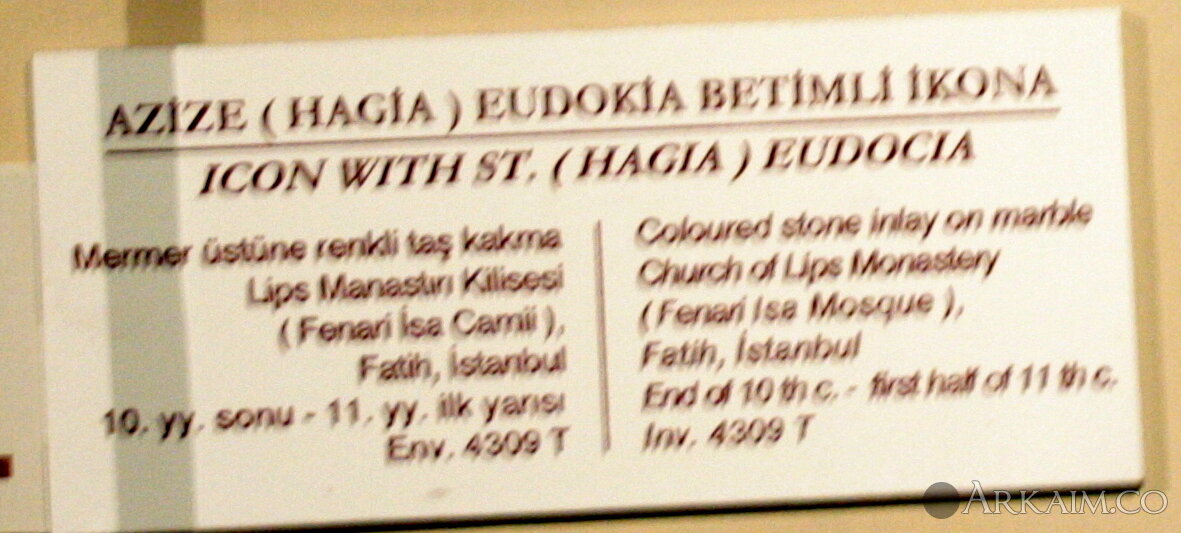 AZİZE ( HAGİA ) EUDOKİA BETİMLİ İKONA
ICON WITH ST. ( HAGIA ) EUDOCIA
Mermer üstüne renkli taş kakma
Lips Manastırı Kilisesi
( Fenari İsa Camii ),
Fatih, İstanbul
10. yy. sonu - 11. yy. ilk yarısı
Env. 4309 T
Coloured stone inlay on marble
Church of Lips Monastery
( Fenari Isa Mosque ),
Fatih, İstanbul
End of 10 th c. - first half of 11 th c.
Inv. 4309 T
ARKAIM.CO